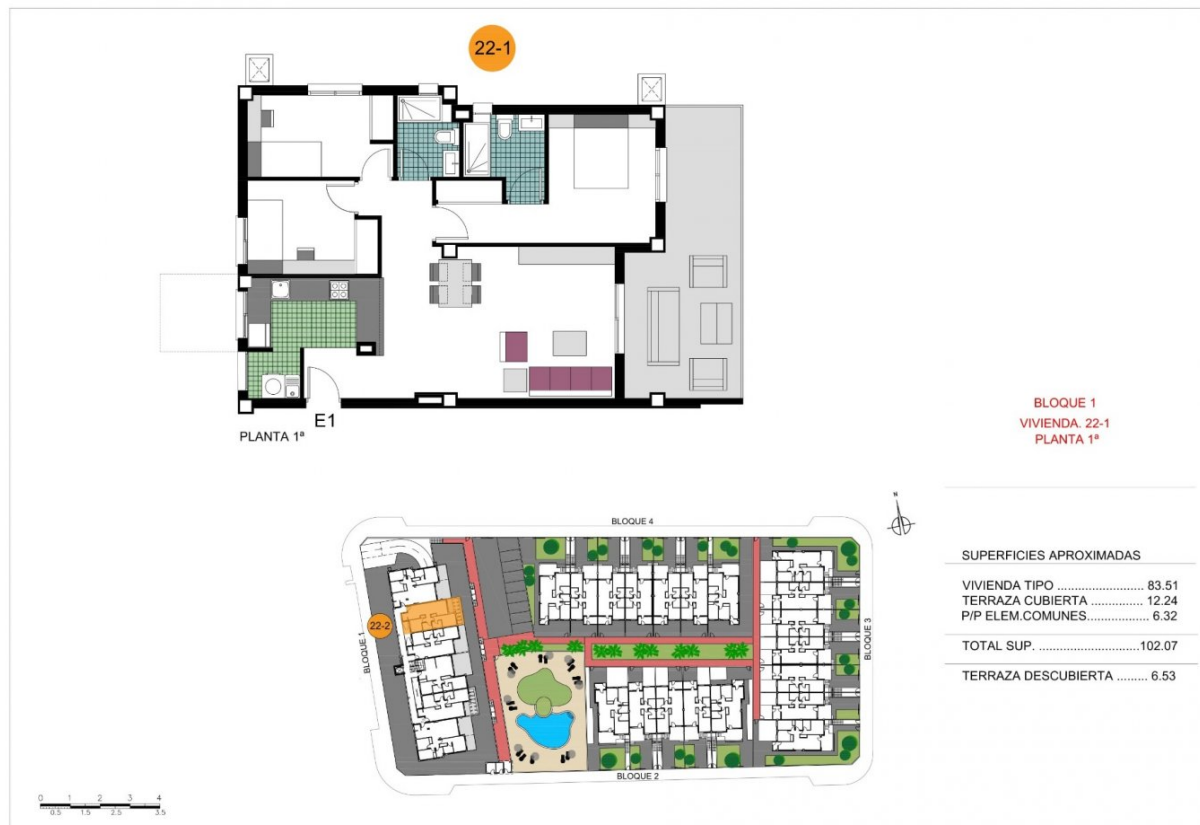 22-1
E1
PLANTA 1ª
BLOQUE 1
VIVIENDA. 22-1
PLANTA 1ª
N
BLOQUE 4
22-2
BLOQUE 1
BLOQUE 3
BLOQUE 2
SUPERFICIES APROXIMADAS
VIVIENDA TIPO ........................ 83.51
TERRAZA CUBIERTA ............... 12.24
P/P ELEM.COMUNES.................. 6.32
TOTAL SUP. .............................102.07
TERRAZA DESCUBIERTA ......... 6.53
0 1 2 3 4
0.5 1.5 2.5 3.5